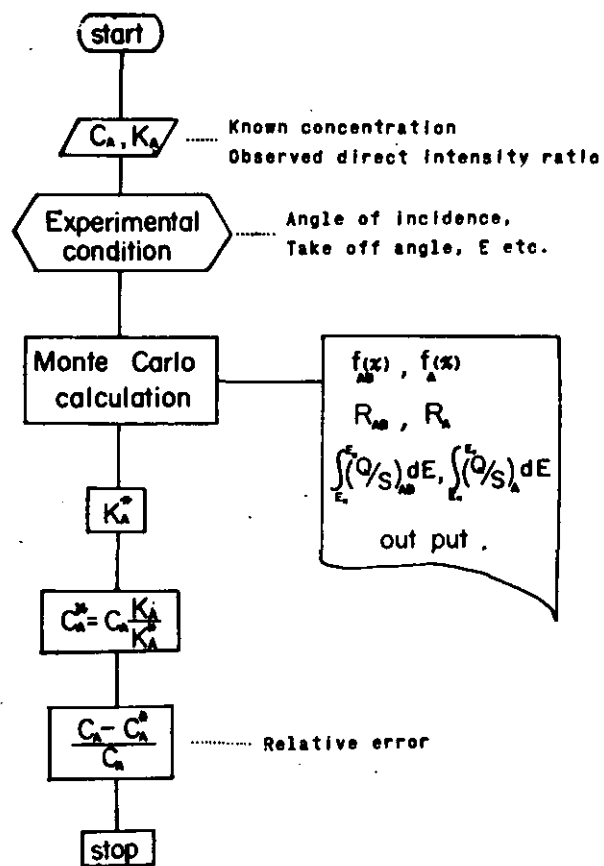 start
C_A, K_A
Known concentration
Observed direct intensity ratio
Experimental
condition
Angle of incidence,
Take off angle, E etc.
Monte Carlo
calculation
f(χ)_AB, f(χ)_A
R_AB, R_A
∫(Q/S)_AB dE, ∫(Q/S)_A dE
out put.
K_A^*
C_A^* = C_A K_A / K_A^*
C_A − C_A^* / C_A
Relative error
stop